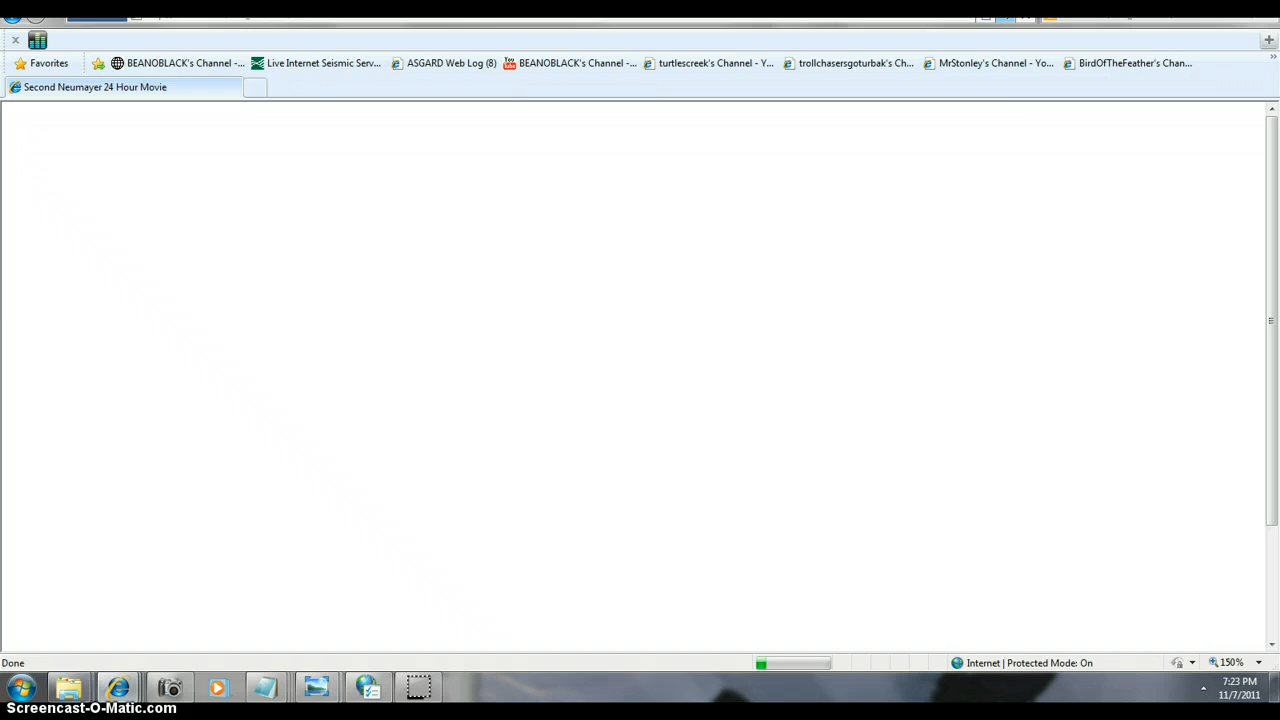 Favorites BEANOBLACK's Channel -... Live Internet Seismic Serv... ASGARD Web Log (8) BEANOBLACK's Channel -... turtlescreek's Channel - Y... trollchasersgoturbak's Ch... MrStonley's Channel - Yo... BirdOfTheFeather's Chan...
Second Neumayer 24 Hour Movie
Done Internet | Protected Mode: On 150%
7:23 PM
11/7/2011
Screencast-O-Matic.com